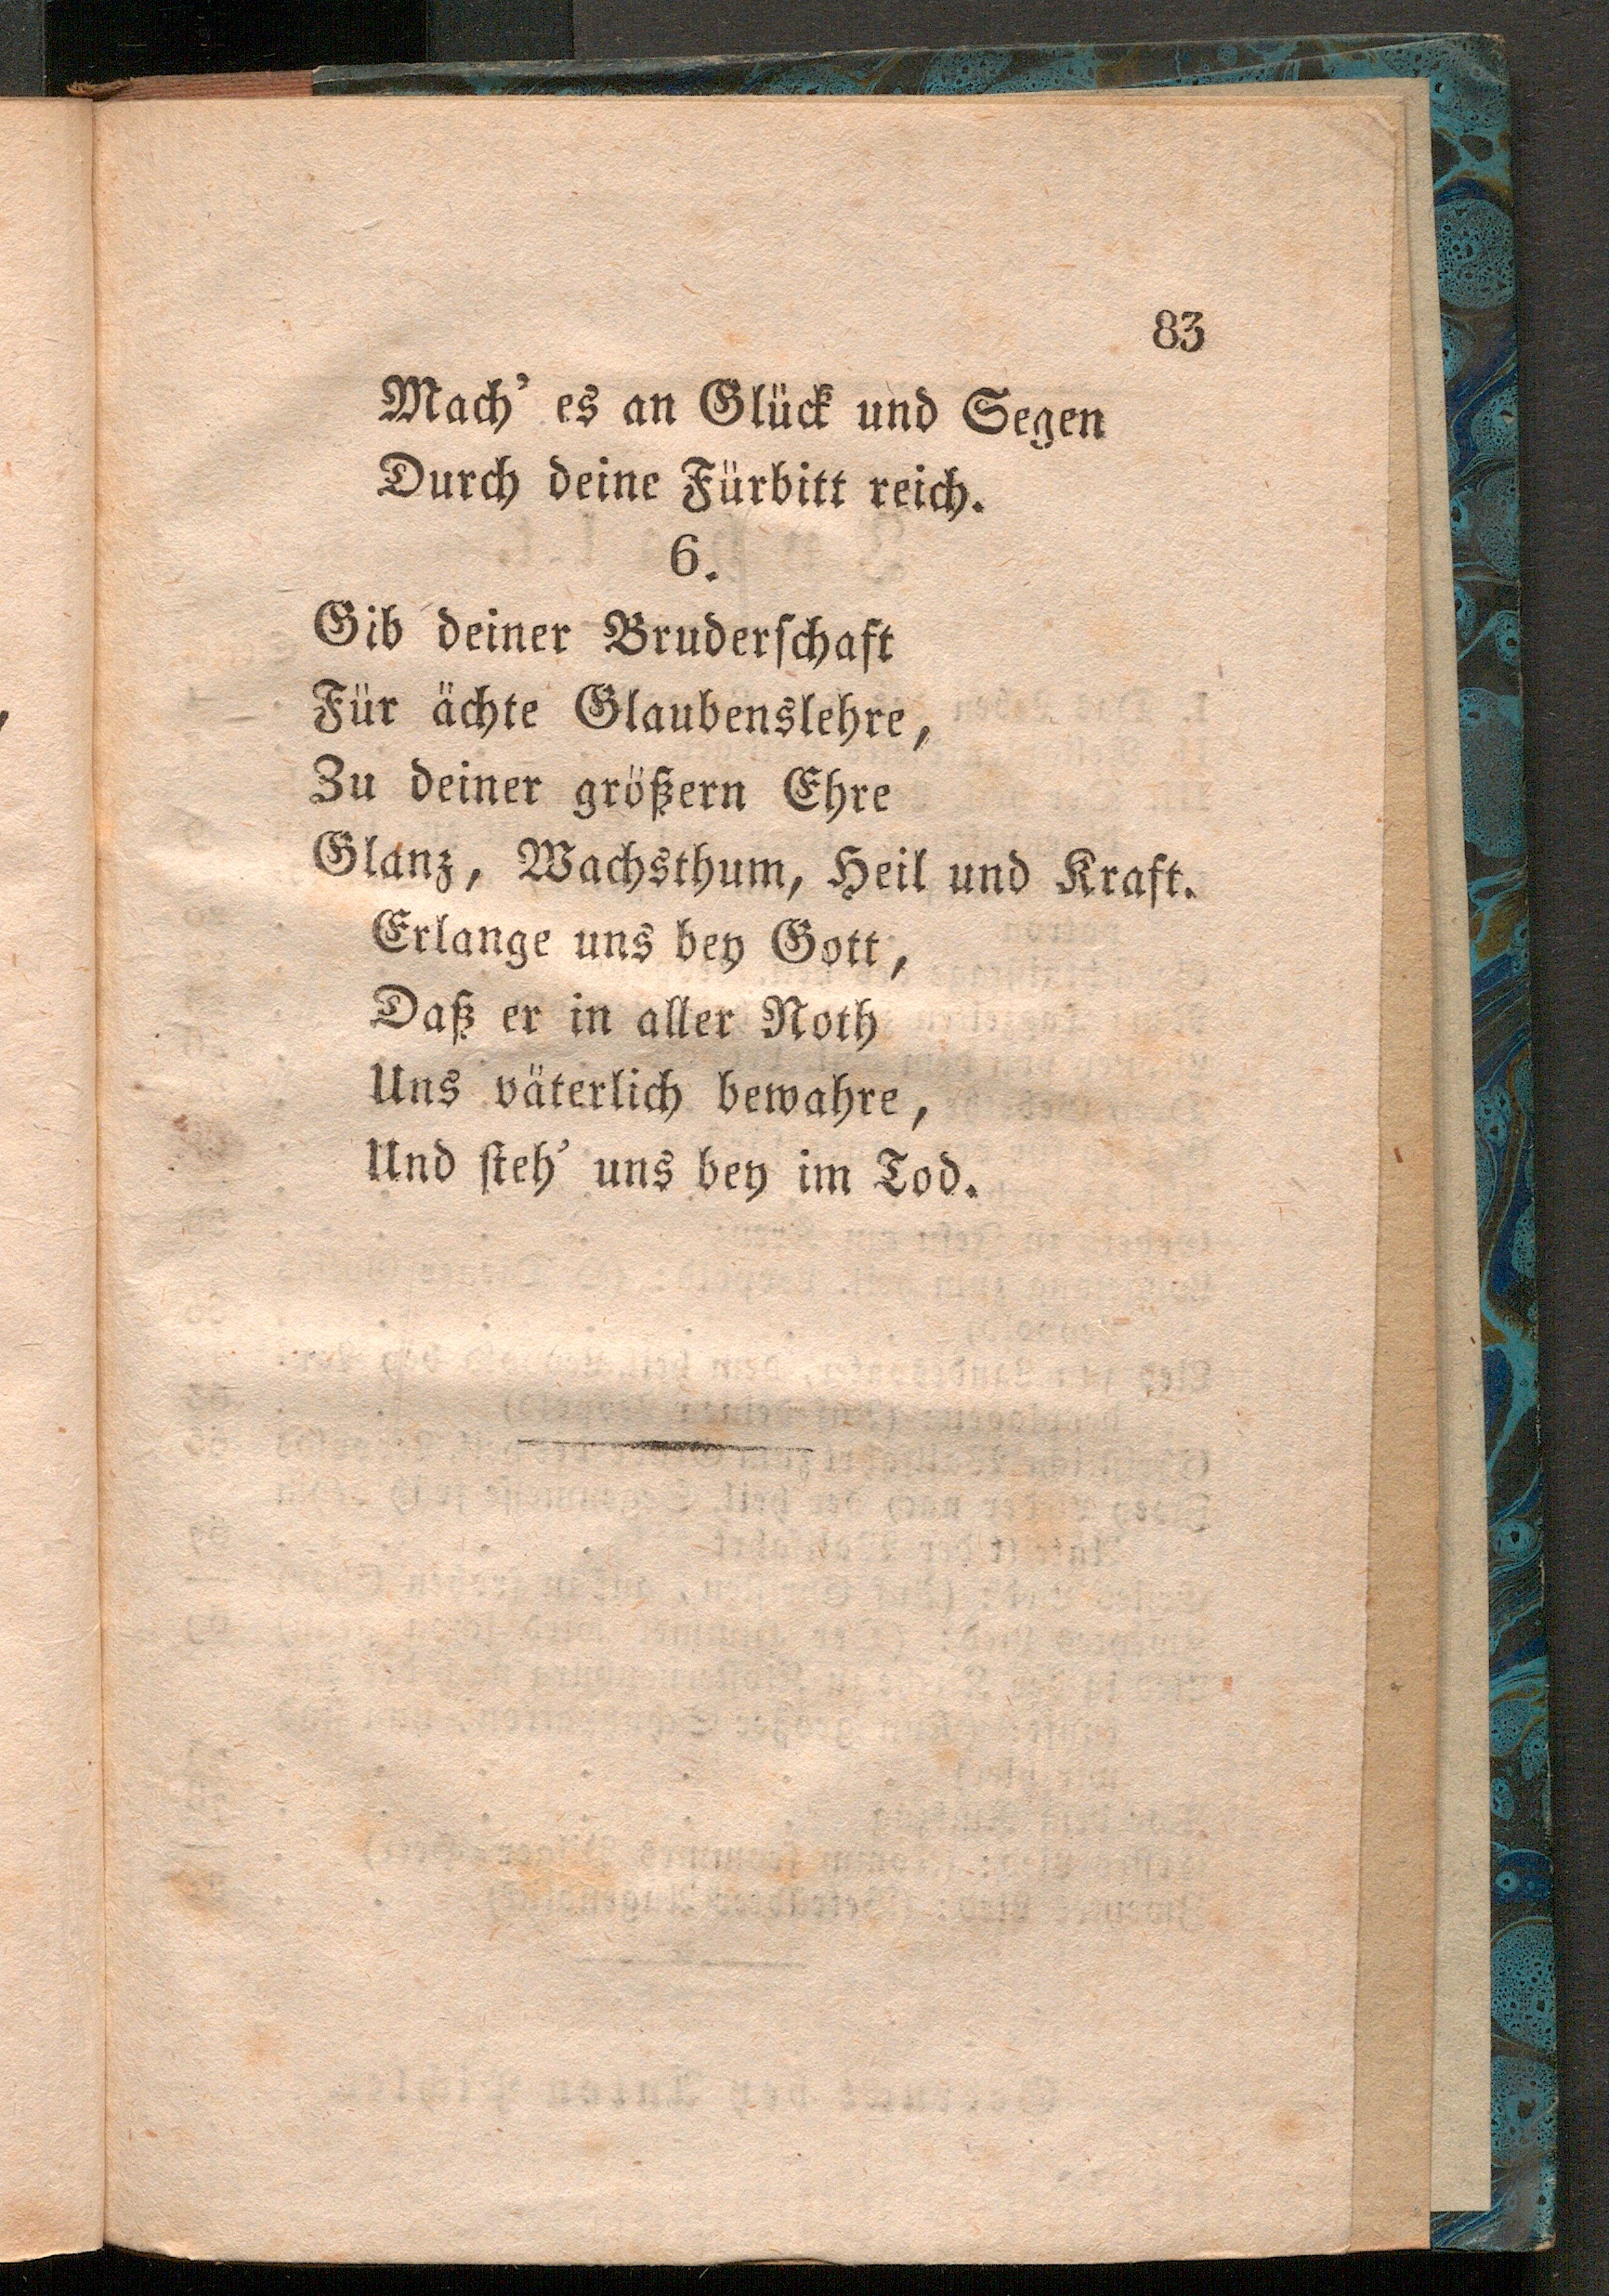 83
Mach' es an Glück und Segen
Durch deine Fürbitt reich.
6.
Gib deiner Bruderschaft
Für ächte Glaubenslehre,
Zu deiner größern Ehre
Glanz, Wachsthum, Heil und Kraft.
Erlange uns bey Gott,
Daß er in aller Noth
Uns väterlich bewahre,
Und steh' uns bey im Tod.